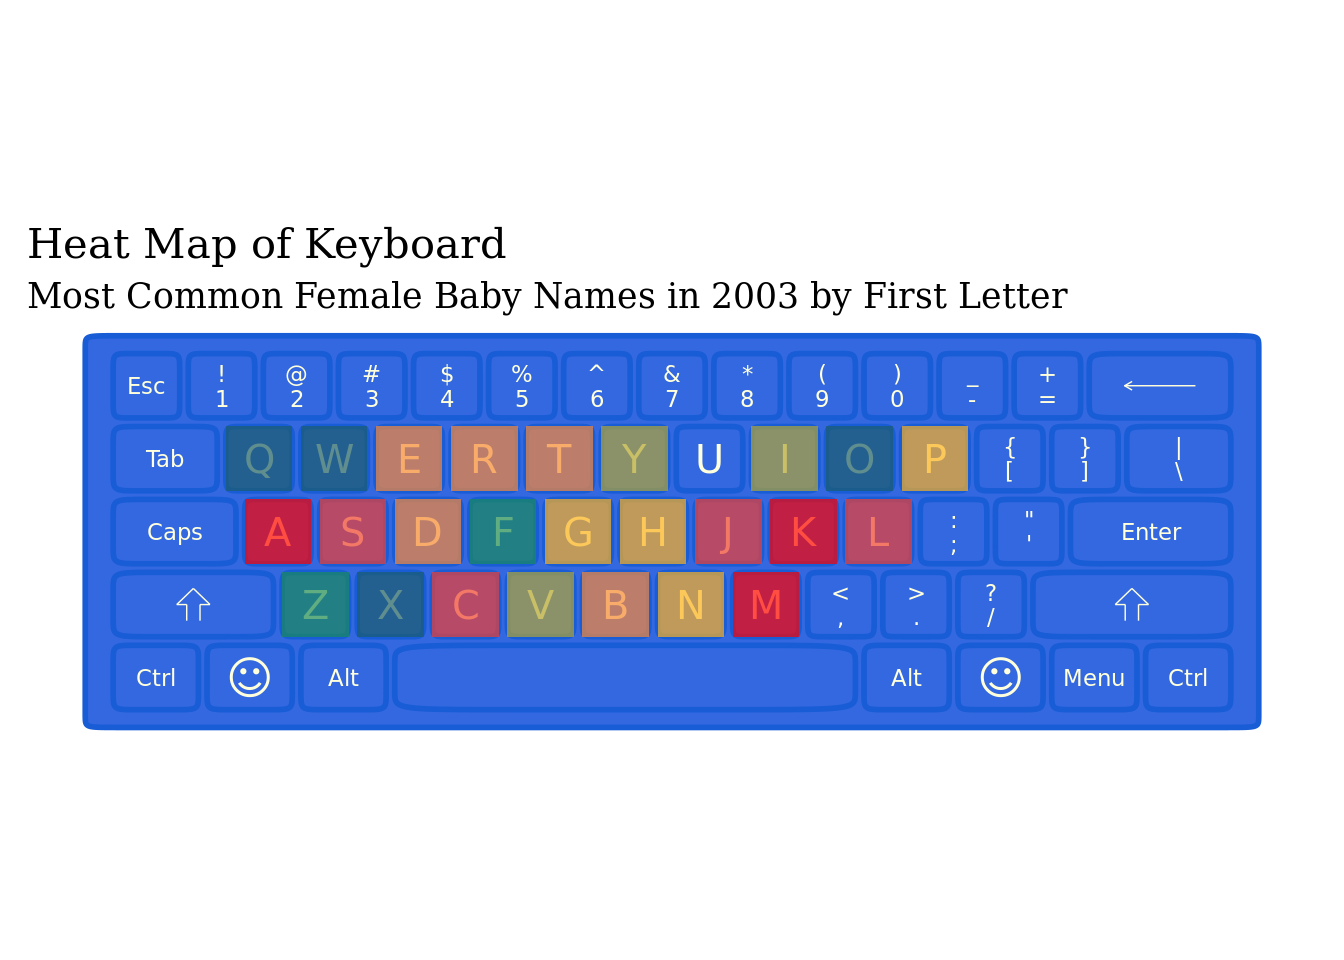 Heat Map of Keyboard
Most Common Female Baby Names in 2003 by First Letter
Esc ! @ # $ % ^ & * ( ) _ +
1 2 3 4 5 6 7 8 9 0 - =
Tab Q W E R T Y U I O P { } |
[ ] \
Caps A S D F G H J K L : " Enter
; '
Z X C V B N M < > ?
, . /
Ctrl Alt Alt Menu Ctrl